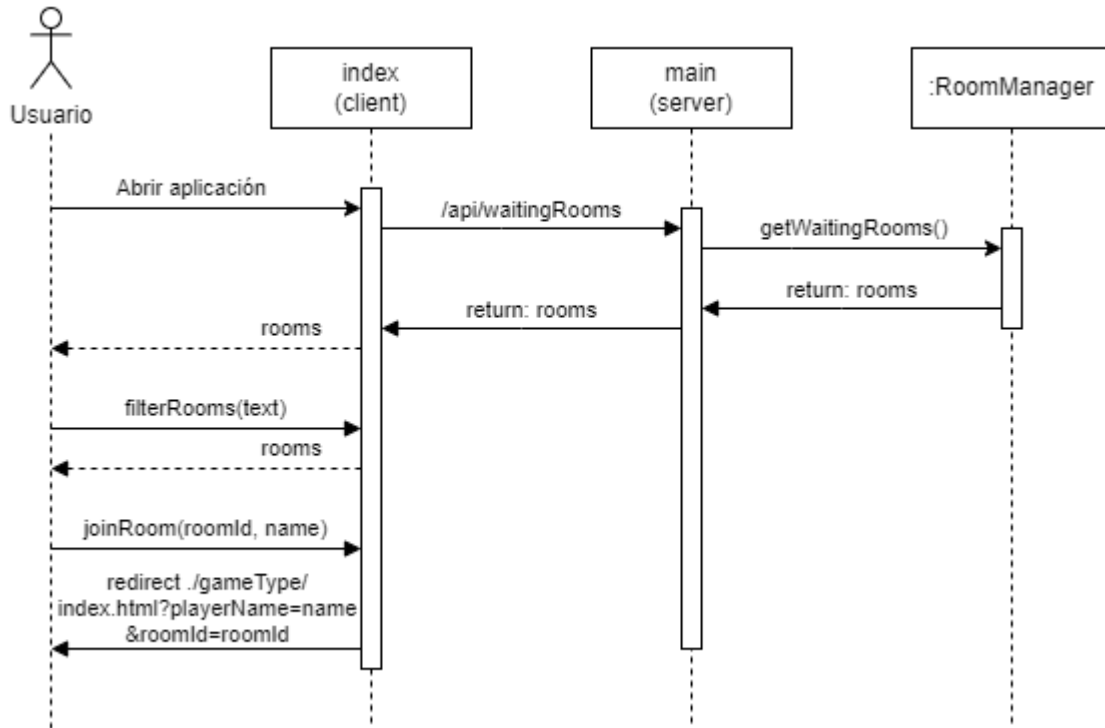 Usuario
index
(client)
main
(server)
:RoomManager
Abrir aplicación
/api/waitingRooms
getWaitingRooms()
return: rooms
return: rooms
rooms
filterRooms(text)
rooms
joinRoom(roomId, name)
redirect ./gameType/
index.html?playerName=name
&roomId=roomId